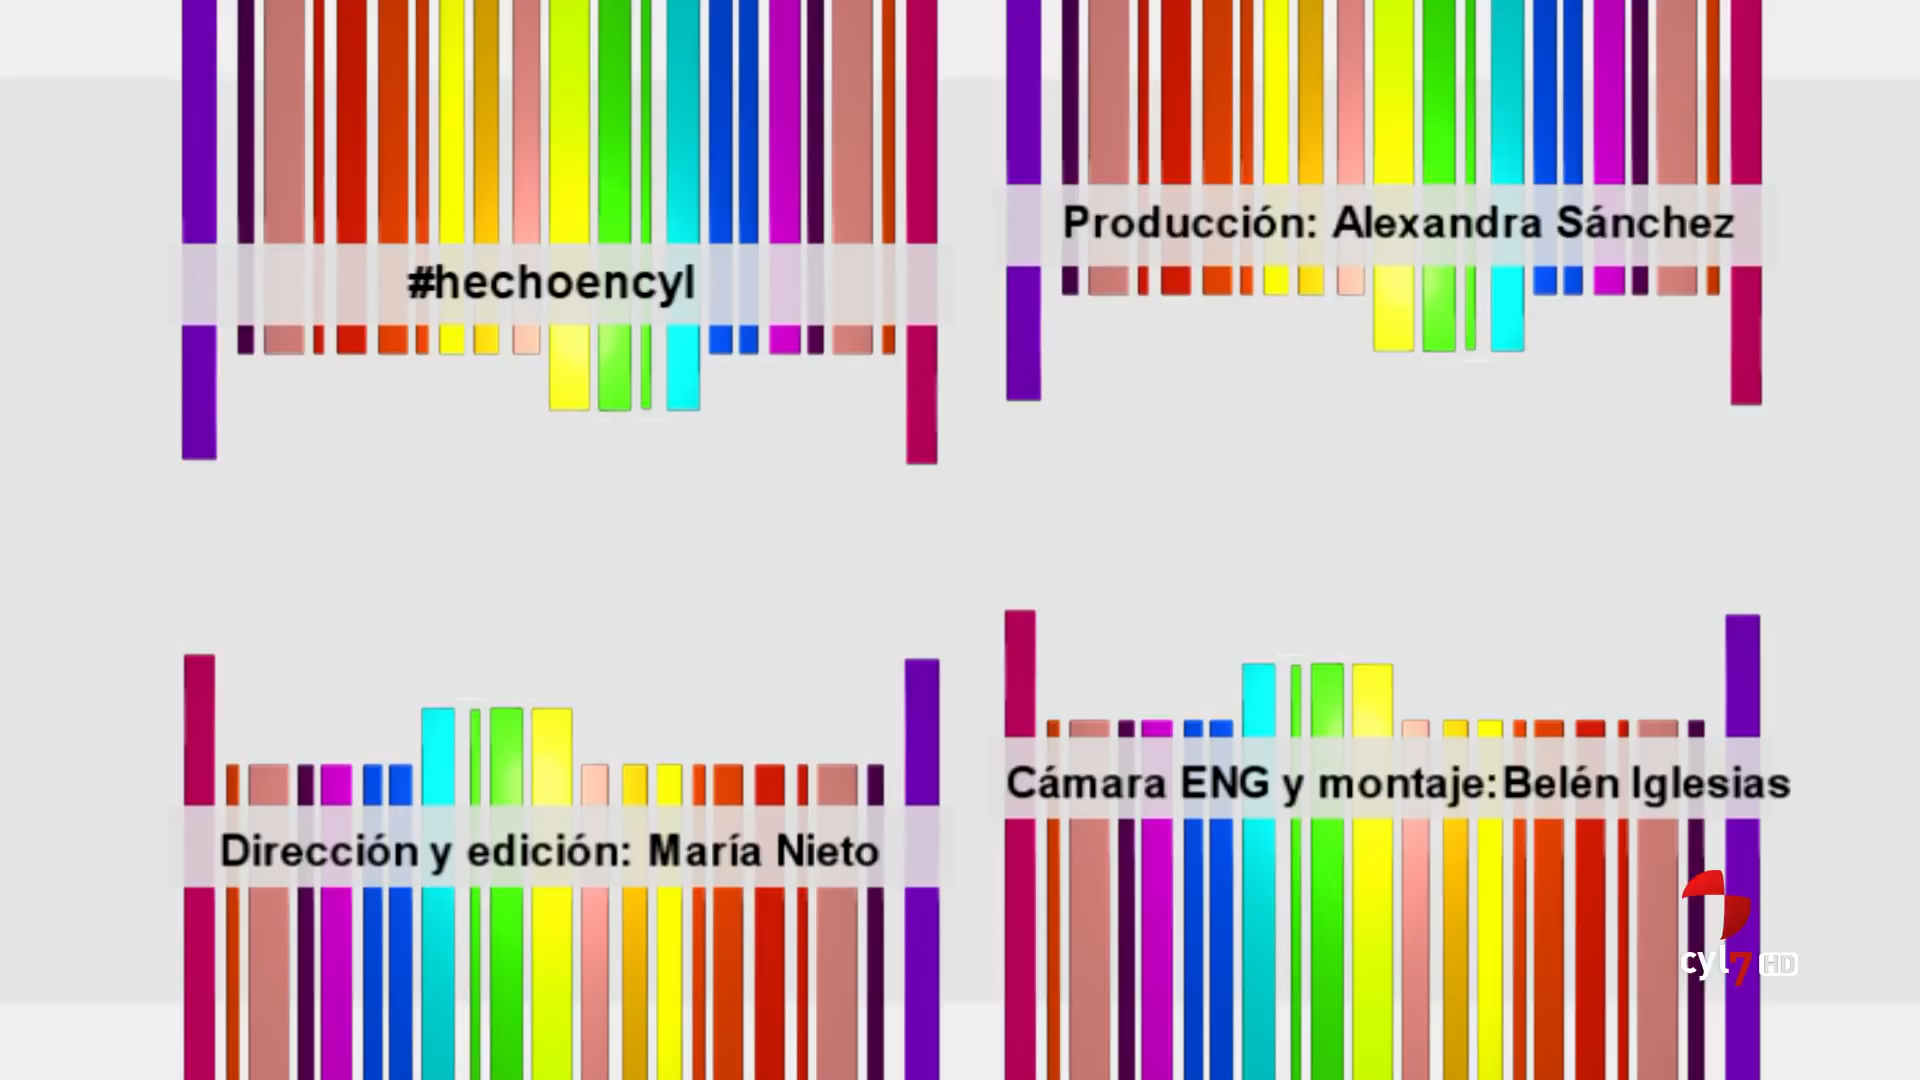 #hechoencyl
Producción: Alexandra Sánchez
Dirección y edición: María Nieto
Cámara ENG y montaje:Belén Iglesias
cyl7 HD